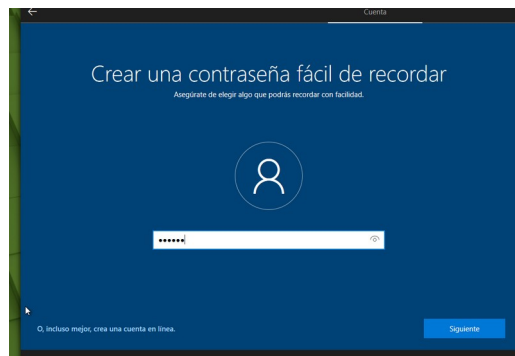 Cuenta
Crear una contraseña fácil de recordar
Asegúrate de elegir algo que podrás recordar con facilidad.
••••••
O, incluso mejor, crea una cuenta en línea.
Siguiente